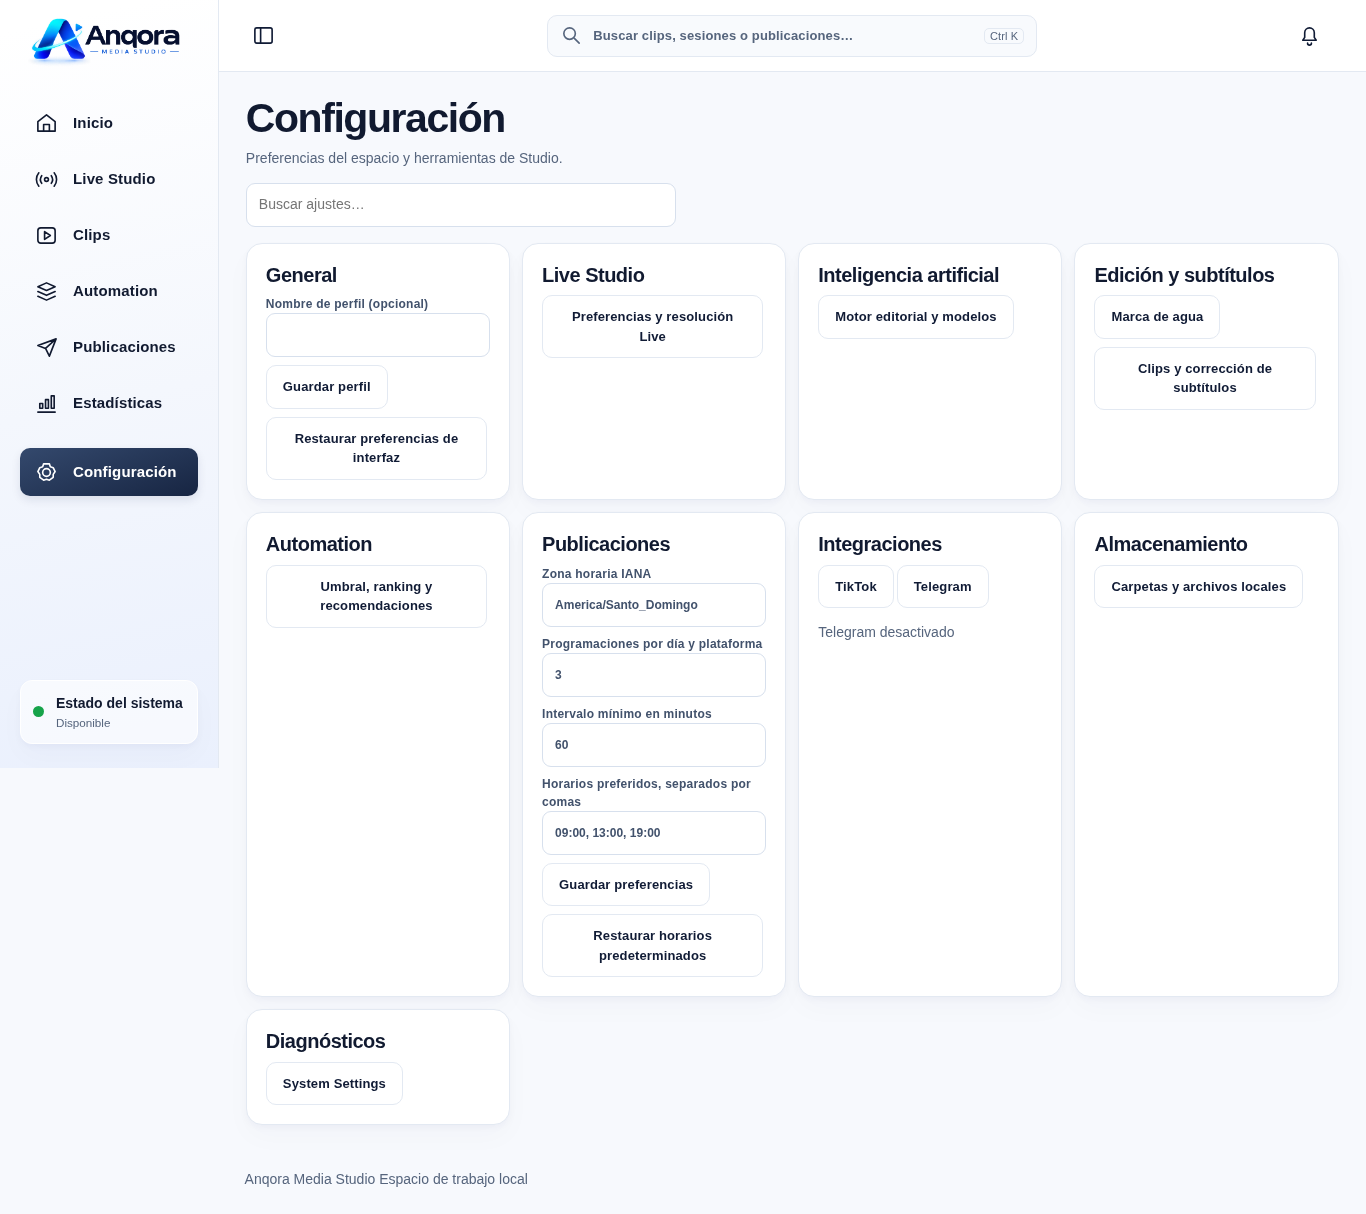 Anqora
MEDIA STUDIO
Buscar clips, sesiones o publicaciones…
Ctrl K
Inicio
Live Studio
Clips
Automation
Publicaciones
Estadísticas
Configuración
Estado del sistema
Disponible
Configuración
Preferencias del espacio y herramientas de Studio.
Buscar ajustes…
General
Nombre de perfil (opcional)
Guardar perfil
Restaurar preferencias de
interfaz
Live Studio
Preferencias y resolución
Live
Inteligencia artificial
Motor editorial y modelos
Edición y subtítulos
Marca de agua
Clips y corrección de
subtítulos
Automation
Umbral, ranking y
recomendaciones
Publicaciones
Zona horaria IANA
America/Santo_Domingo
Programaciones por día y plataforma
3
Intervalo mínimo en minutos
60
Horarios preferidos, separados por
comas
09:00, 13:00, 19:00
Guardar preferencias
Restaurar horarios
predeterminados
Integraciones
TikTok
Telegram
Telegram desactivado
Almacenamiento
Carpetas y archivos locales
Diagnósticos
System Settings
Anqora Media Studio Espacio de trabajo local